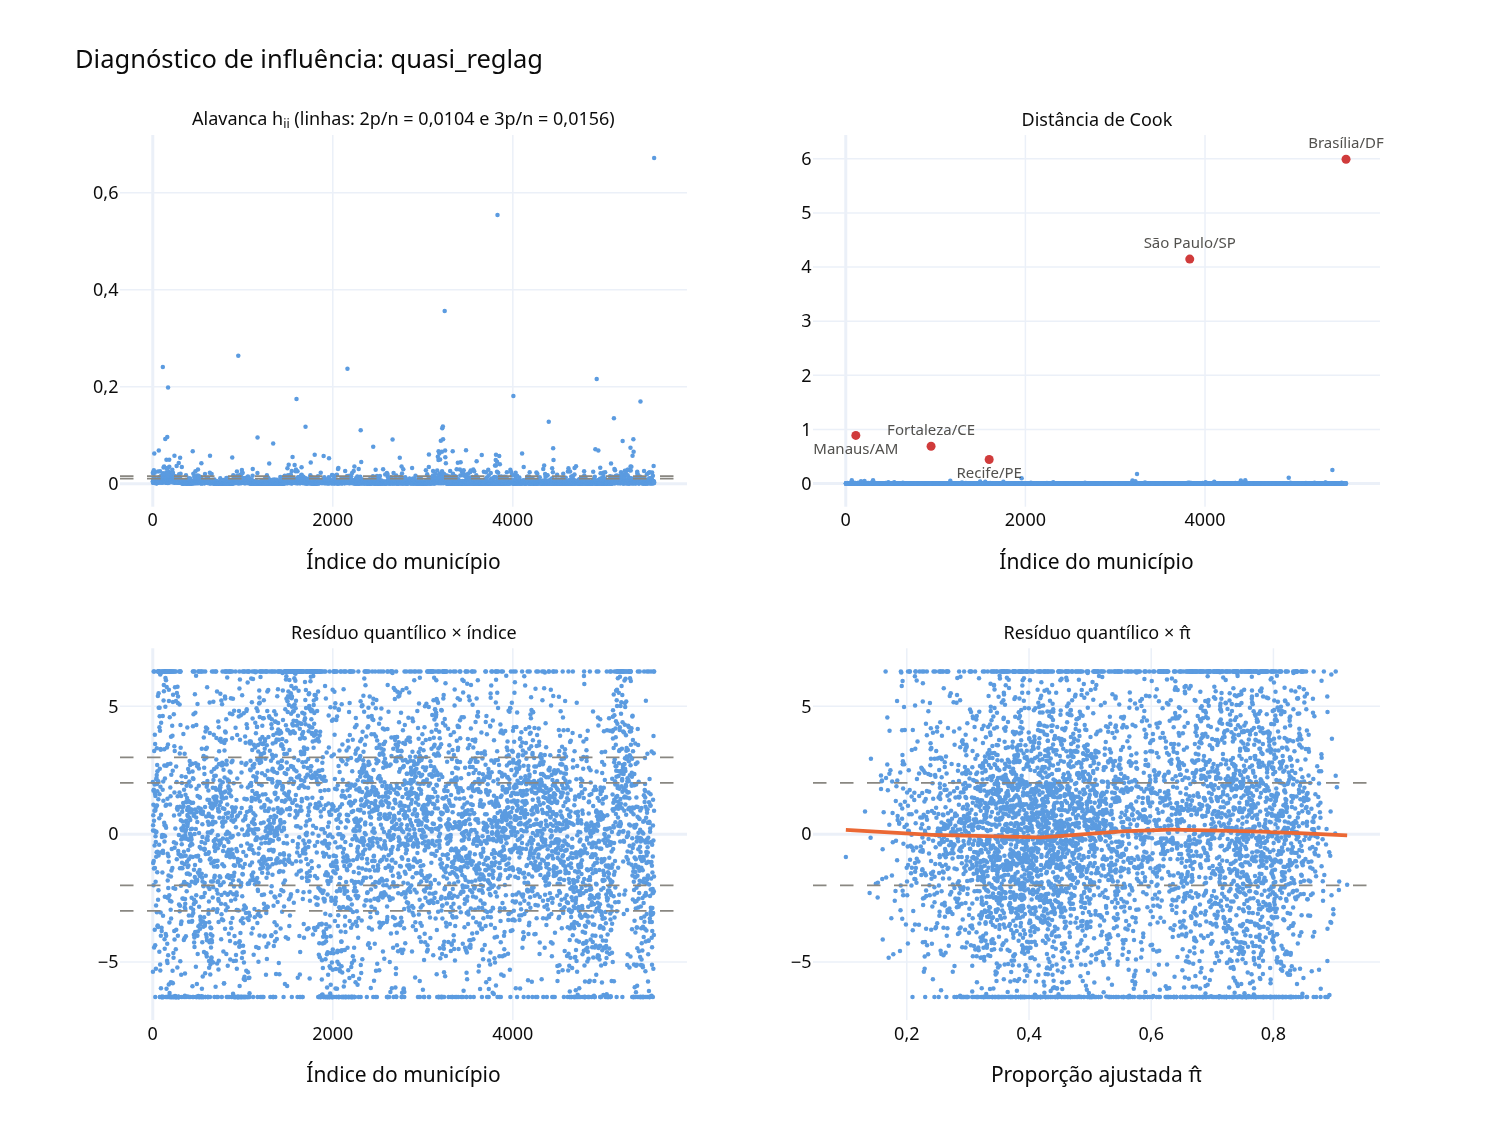 Diagnóstico de influência: quasi_reglag
Alavanca hᵢᵢ (linhas: 2p/n = 0,0104 e 3p/n = 0,0156)
0,6
0,4
0,2
0
0
2000
4000
Índice do município
Distância de Cook
Brasília/DF
6
5
São Paulo/SP
4
3
2
1
Fortaleza/CE
Manaus/AM
Recife/PE
0
0
2000
4000
Índice do município
Resíduo quantílico × índice
5
0
−5
0
2000
4000
Índice do município
Resíduo quantílico × π̂
5
0
−5
0,2
0,4
0,6
0,8
Proporção ajustada π̂